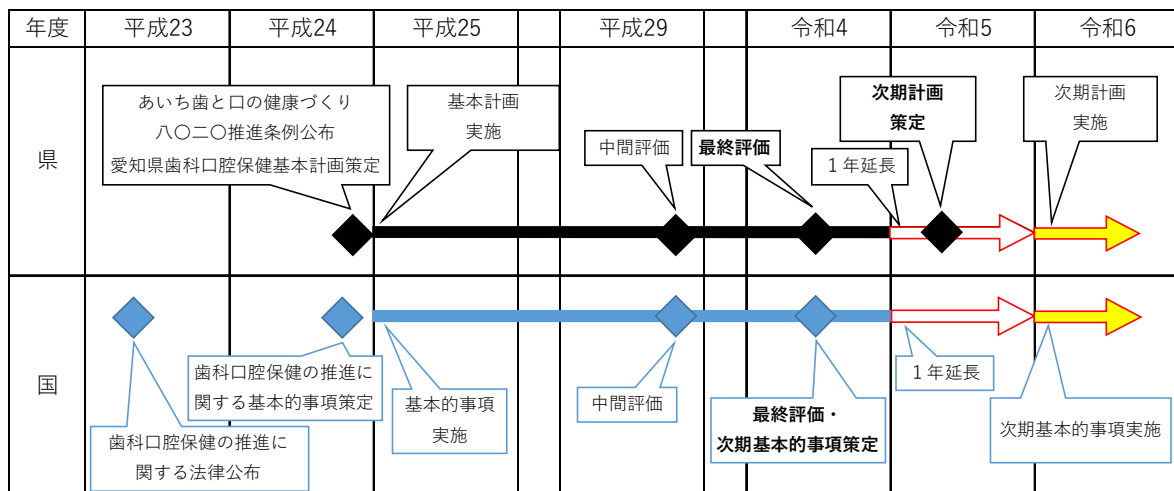 年度
平成23
平成24
平成25
平成29
令和4
令和5
令和6
県
あいち歯と口の健康づくり
八〇二〇推進条例公布
愛知県歯科口腔保健基本計画策定
基本計画
実施
中間評価
最終評価
１年延長
次期計画
策定
次期計画
実施
国
歯科口腔保健の推進に
関する法律公布
歯科口腔保健の推進に
関する基本的事項策定
基本的事項
実施
中間評価
最終評価・
次期基本的事項策定
１年延長
次期基本的事項実施